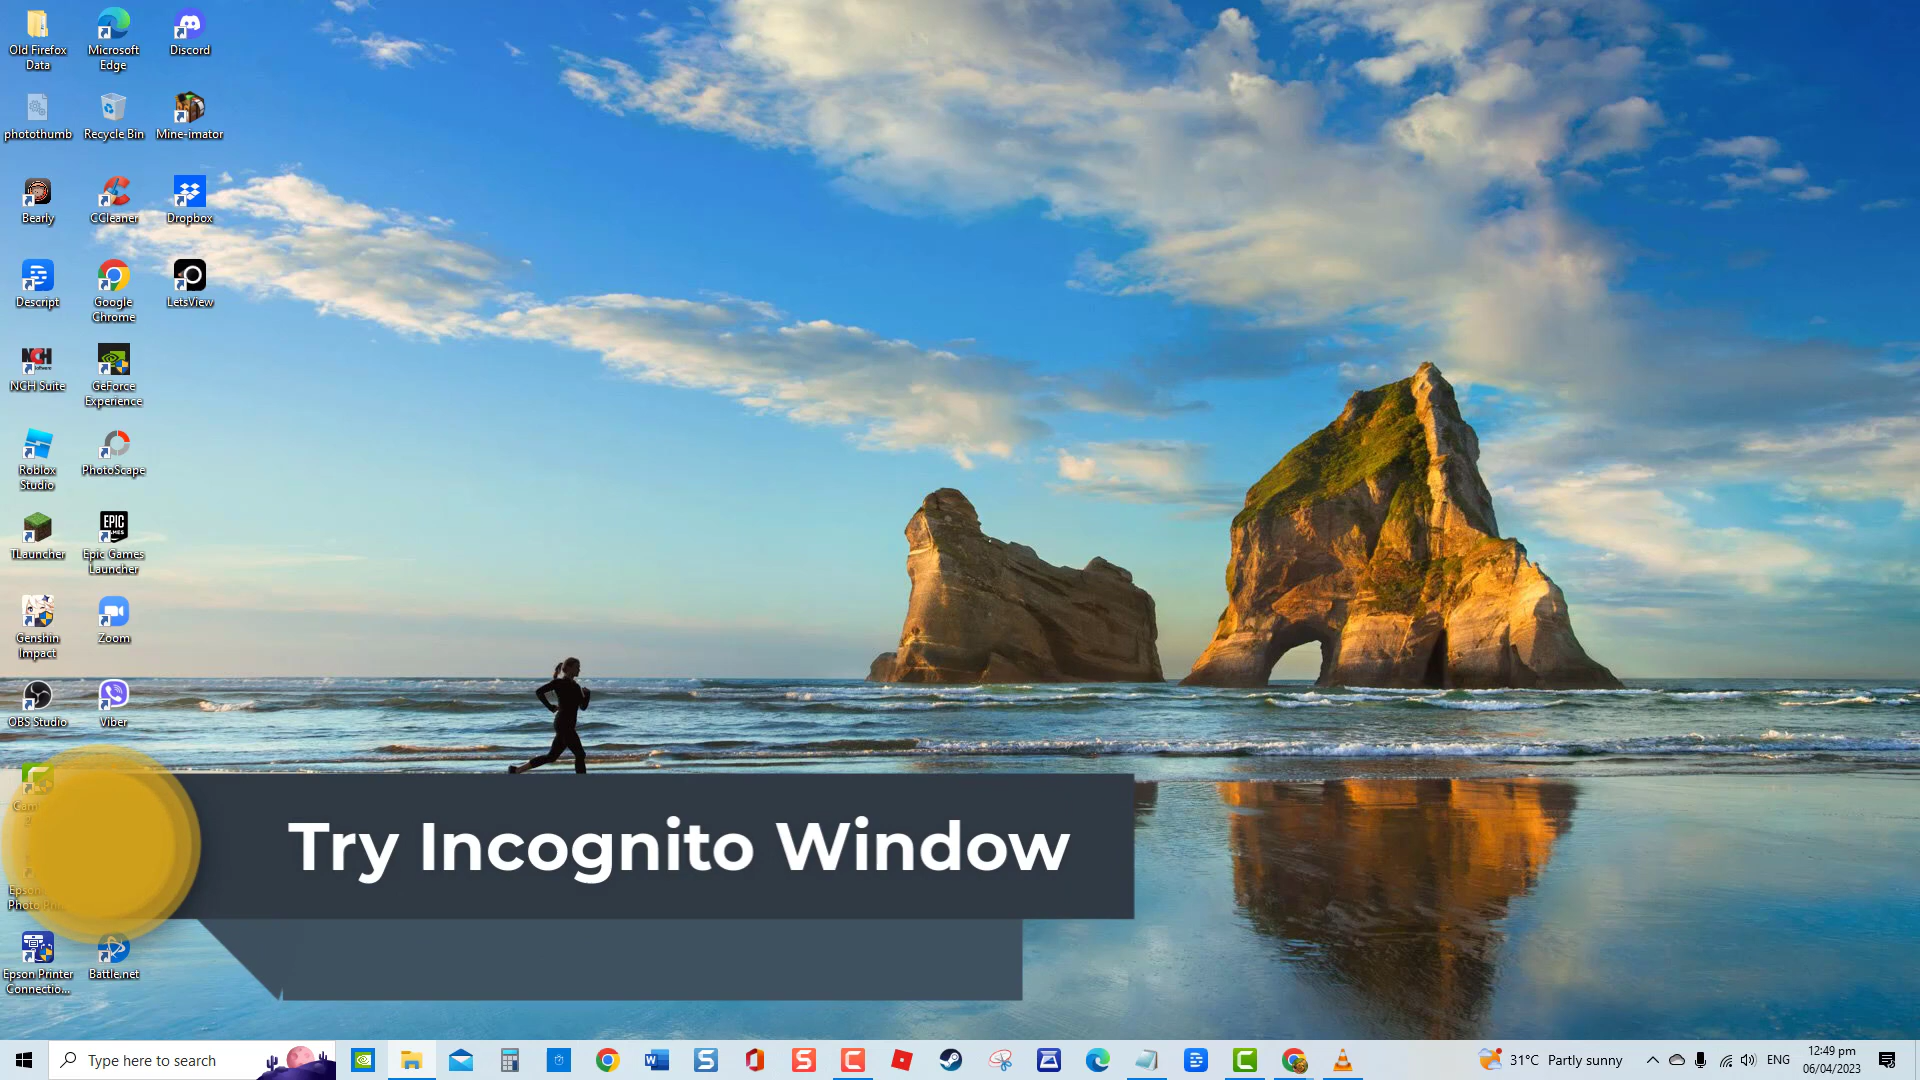 Old Firefox
Data
Microsoft
Edge
Discord
photothumb
Recycle Bin
Mine-imator
Bearly
CCleaner
Dropbox
Descript
Google
Chrome
LetsView
NCH Suite
GeForce
Experience
Roblox
Studio
PhotoScape
TLauncher
Epic Games
Launcher
Genshin
Impact
Zoom
OBS Studio
Viber
Try Incognito Window
Epson Printer
Connectio...
Battle.net
Type here to search
31°C Partly sunny
ENG
12:49 pm
06/04/2023